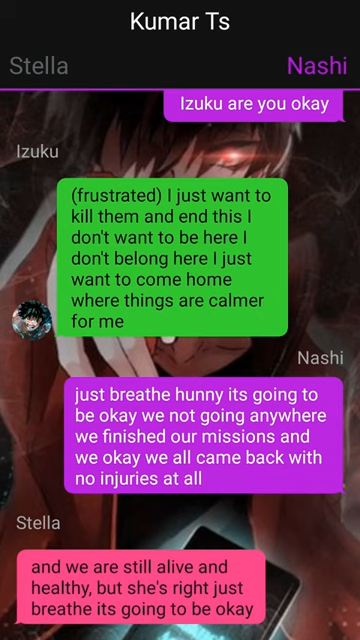 Kumar Ts
Stella
Nashi
Izuku are you okay
Izuku
(frustrated) I just want to
kill them and end this I
don't want to be here I
don't belong here I just
want to come home
where things are calmer
for me
Nashi
just breathe hunny its going to
be okay we not going anywhere
we finished our missions and
we okay we all came back with
no injuries at all
Stella
and we are still alive and
healthy, but she's right just
breathe its going to be okay